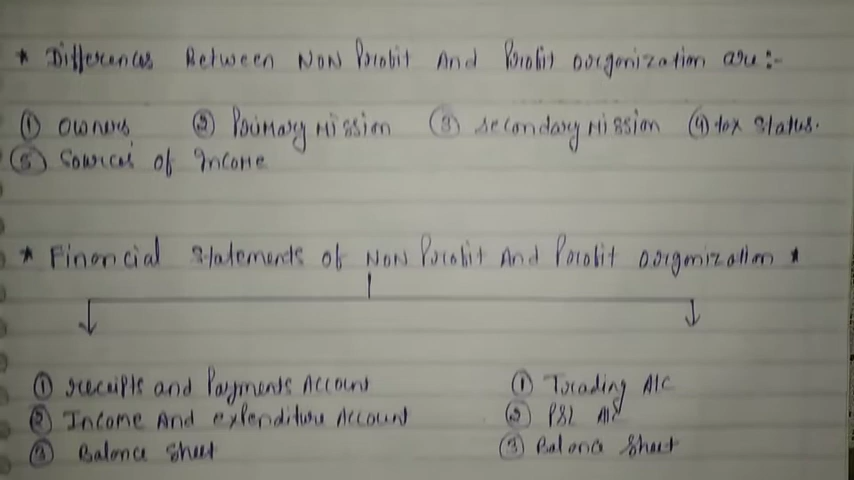 * Differences Between Non Profit And Profit Organization are:-
① Owners ② Primary Mission ③ Secondary Mission ④ tax status.
⑤ Sources of Income
* Financial Statements of Non Profit And Profit Organization *
① receipts and Payments Account ① Trading A/C
② Income And expenditure Account ② P&L A/C
③ Balance Sheet ③ Balance Sheet